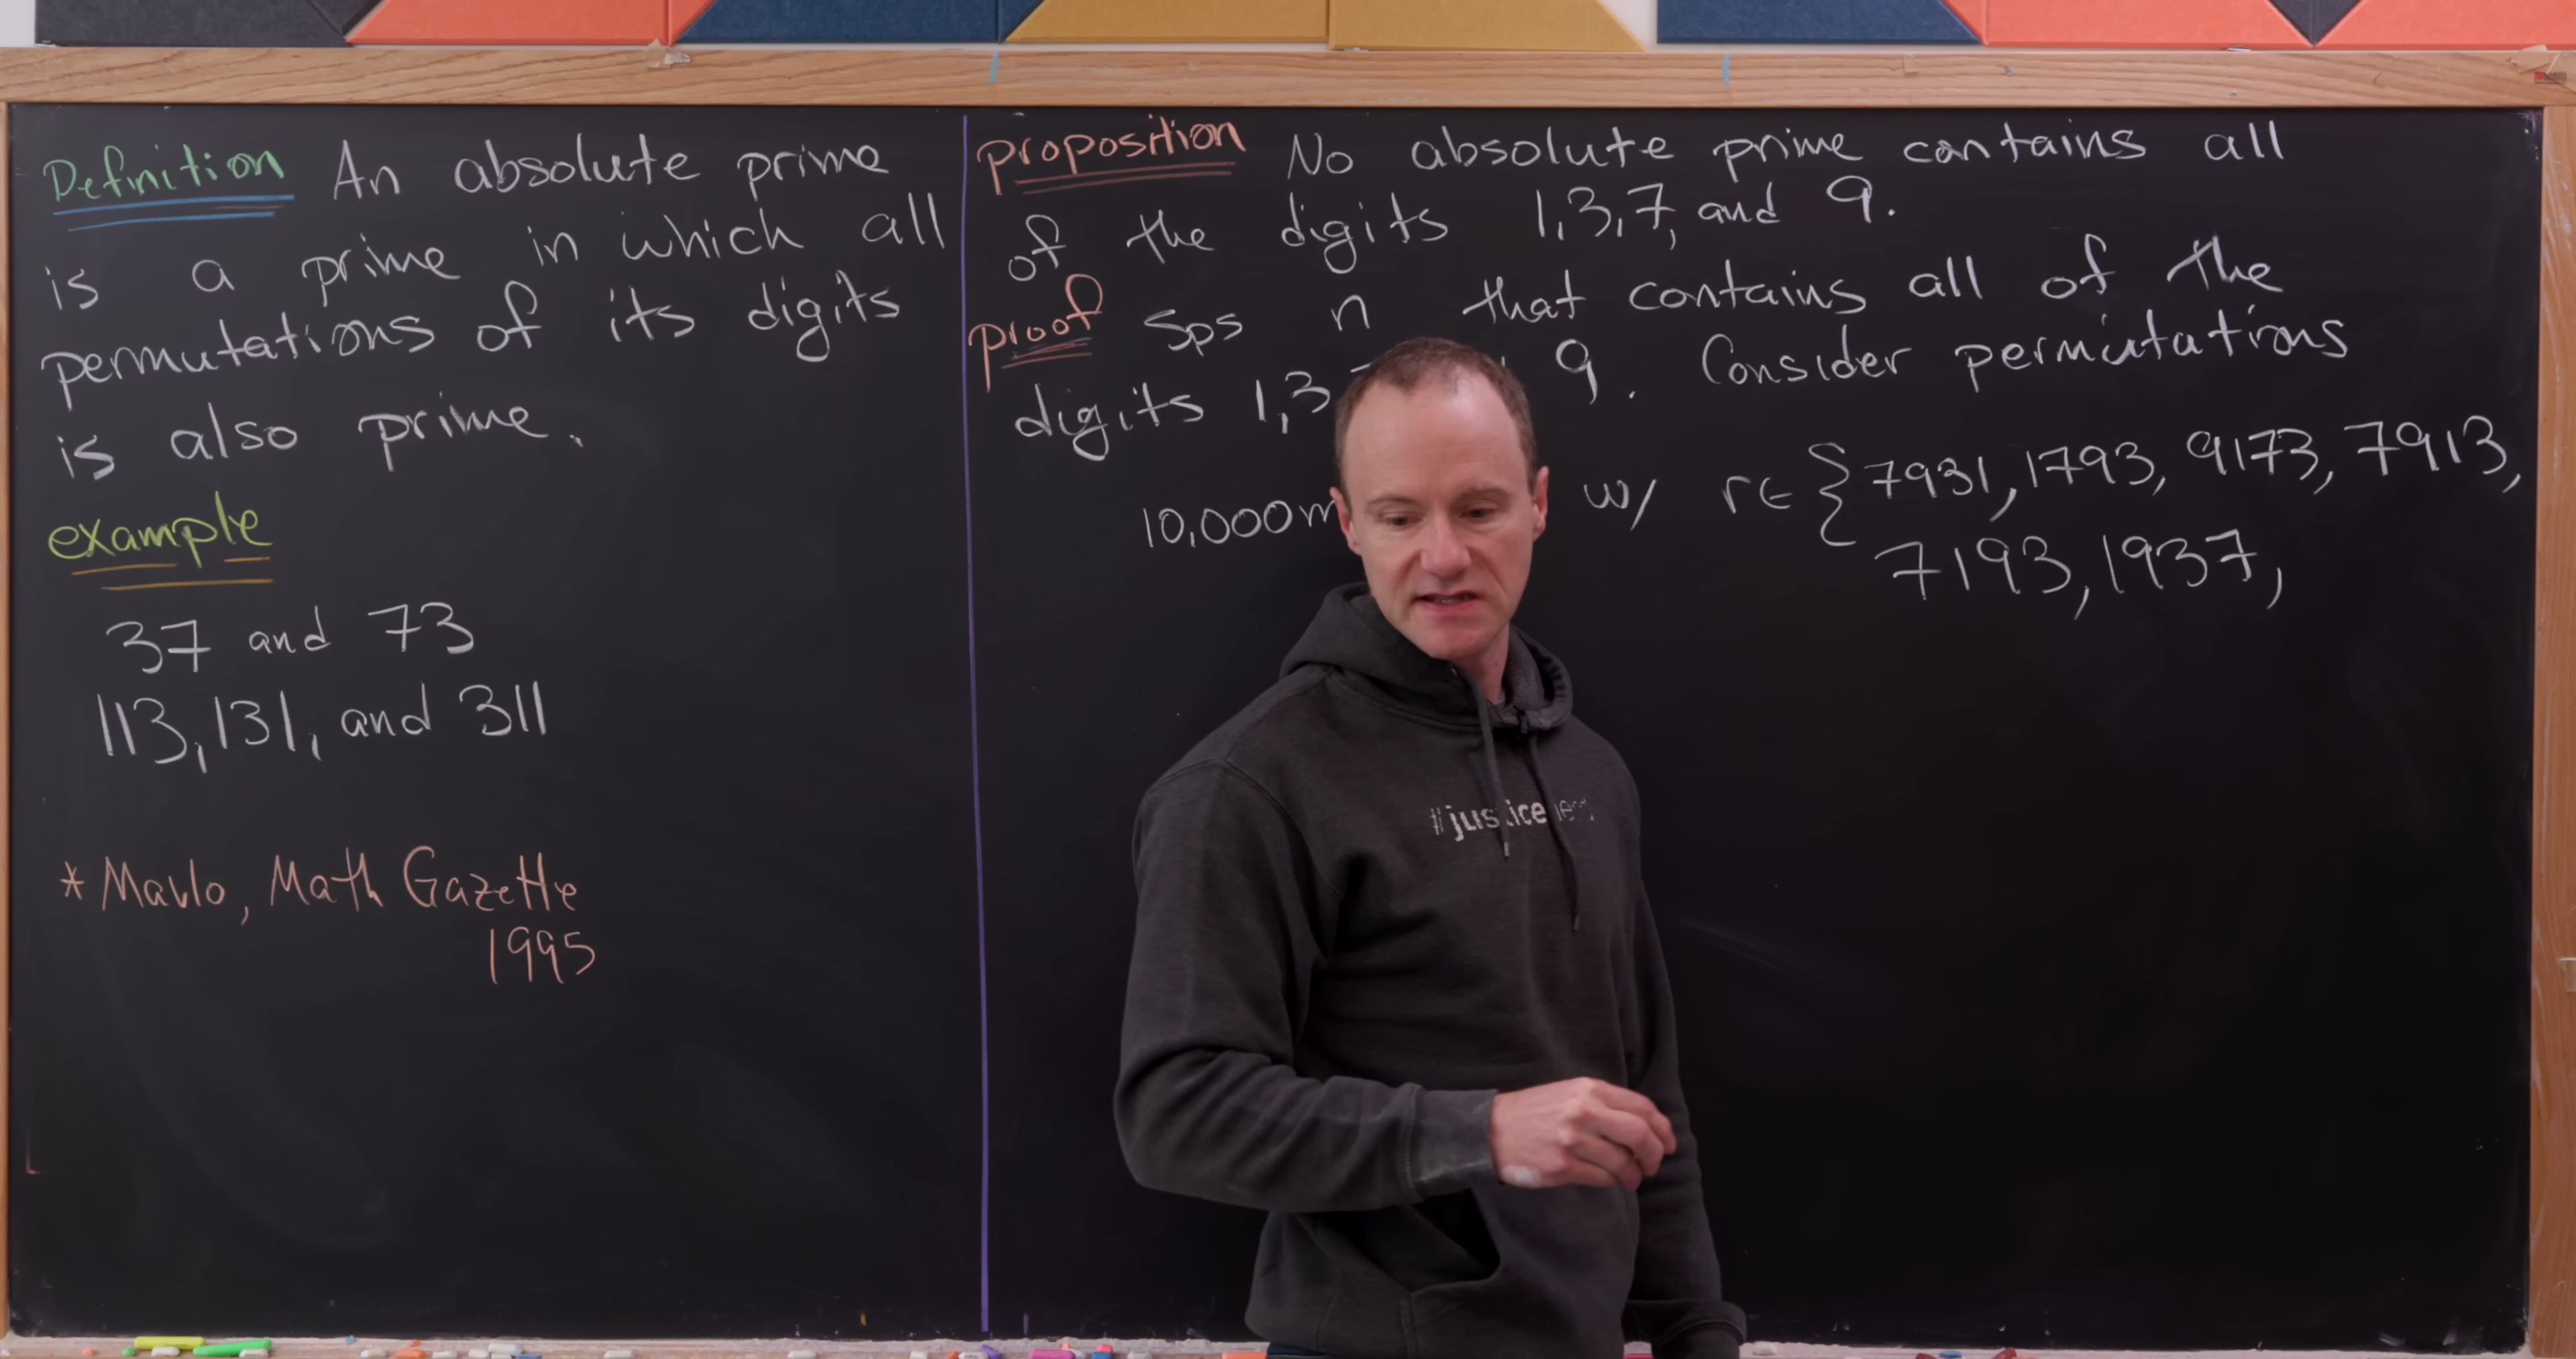 Definition An absolute prime
is a prime in which all
permutations of its digits
is also prime.
example
37 and 73
113, 131, and 311
* Mavlo, Math Gazette
1995
proposition No absolute prime contains all
of the digits 1,3,7, and 9.
proof Sps n that contains all of the
digits 1,3 9. Consider permutations
10,000m w/ r∈ {7931, 1793, 9173, 7913,
7193, 1937,
#justice